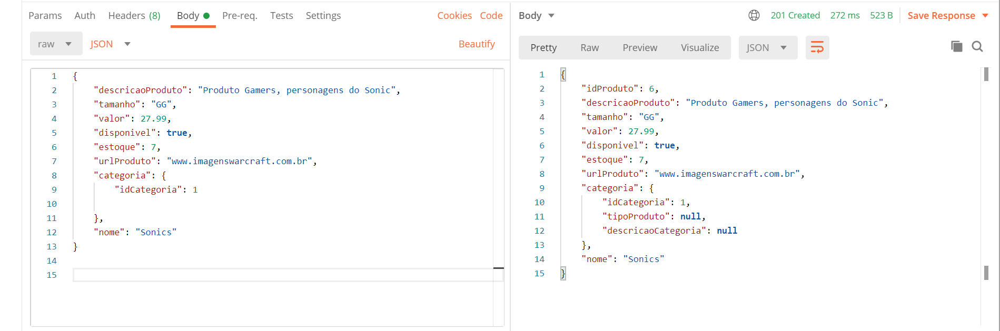 Params Auth Headers (8) Body Pre-req. Tests Settings Cookies Code
raw JSON Beautify
1 {
2 "descricaoProduto": "Produto Gamers, personagens do Sonic",
3 "tamanho": "GG",
4 "valor": 27.99,
5 "disponivel": true,
6 "estoque": 7,
7 "urlProduto": "www.imagenswarcraft.com.br",
8 "categoria": {
9 "idCategoria": 1
10
11 },
12 "nome": "Sonics"
13 }
14
15
Body 201 Created 272 ms 523 B Save Response
Pretty Raw Preview Visualize JSON
1 {
2 "idProduto": 6,
3 "descricaoProduto": "Produto Gamers, personagens do Sonic",
4 "tamanho": "GG",
5 "valor": 27.99,
6 "disponivel": true,
7 "estoque": 7,
8 "urlProduto": "www.imagenswarcraft.com.br",
9 "categoria": {
10 "idCategoria": 1,
11 "tipoProduto": null,
12 "descricaoCategoria": null
13 },
14 "nome": "Sonics"
15 }